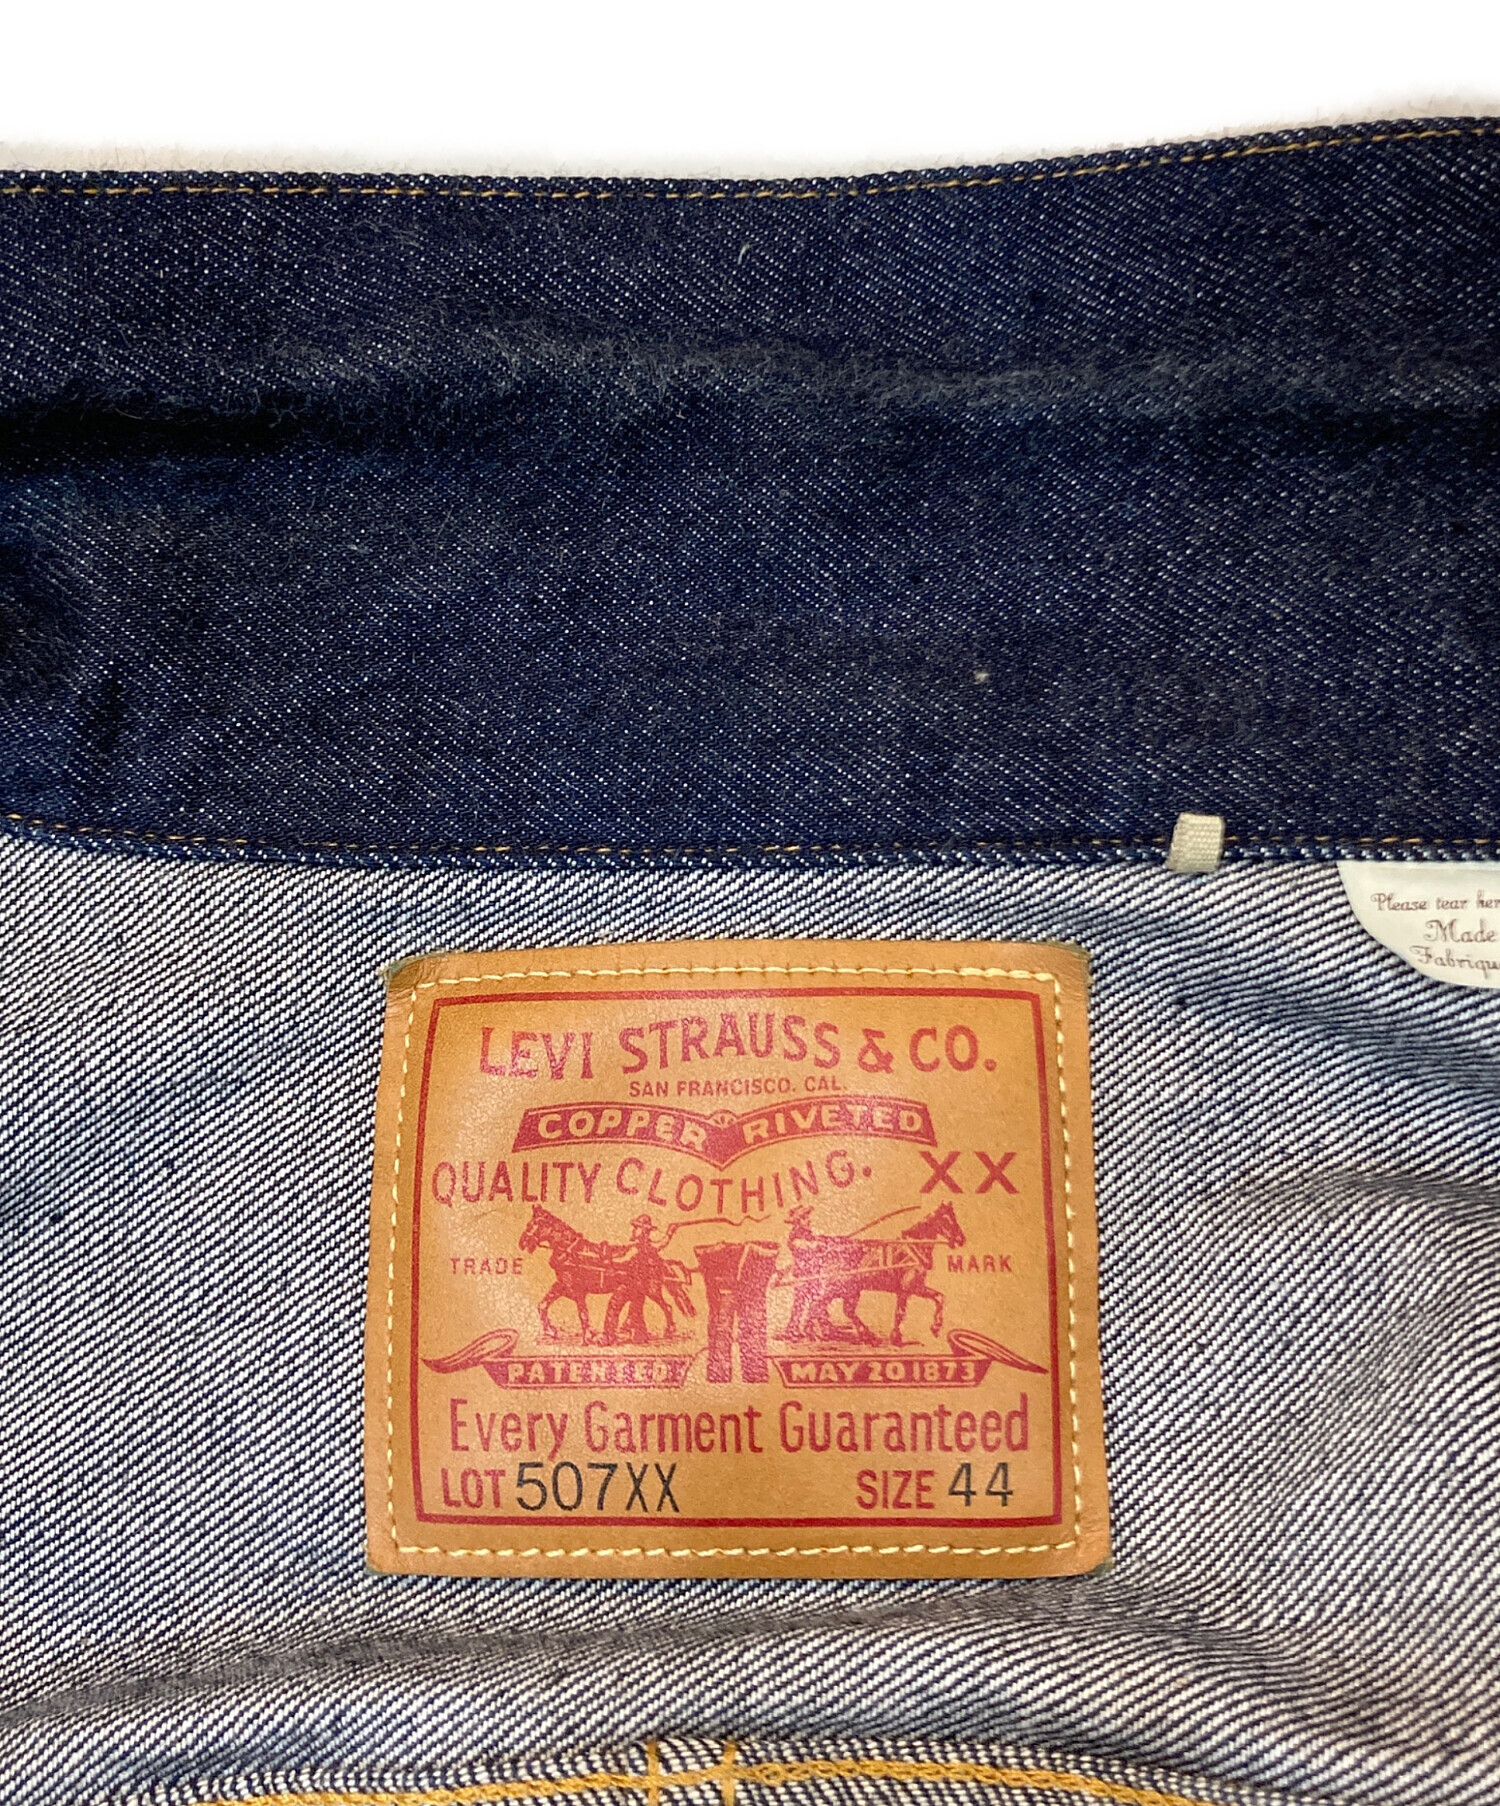 Please tear her
Made
Fabriqu
LEVI STRAUSS & CO.
SAN FRANCISCO. CAL.
COPPER RIVETED
QUALITY CLOTHING. XX
TRADE MARK
PATENTED MAY 20 1873
Every Garment Guaranteed
LOT 507XX SIZE 44